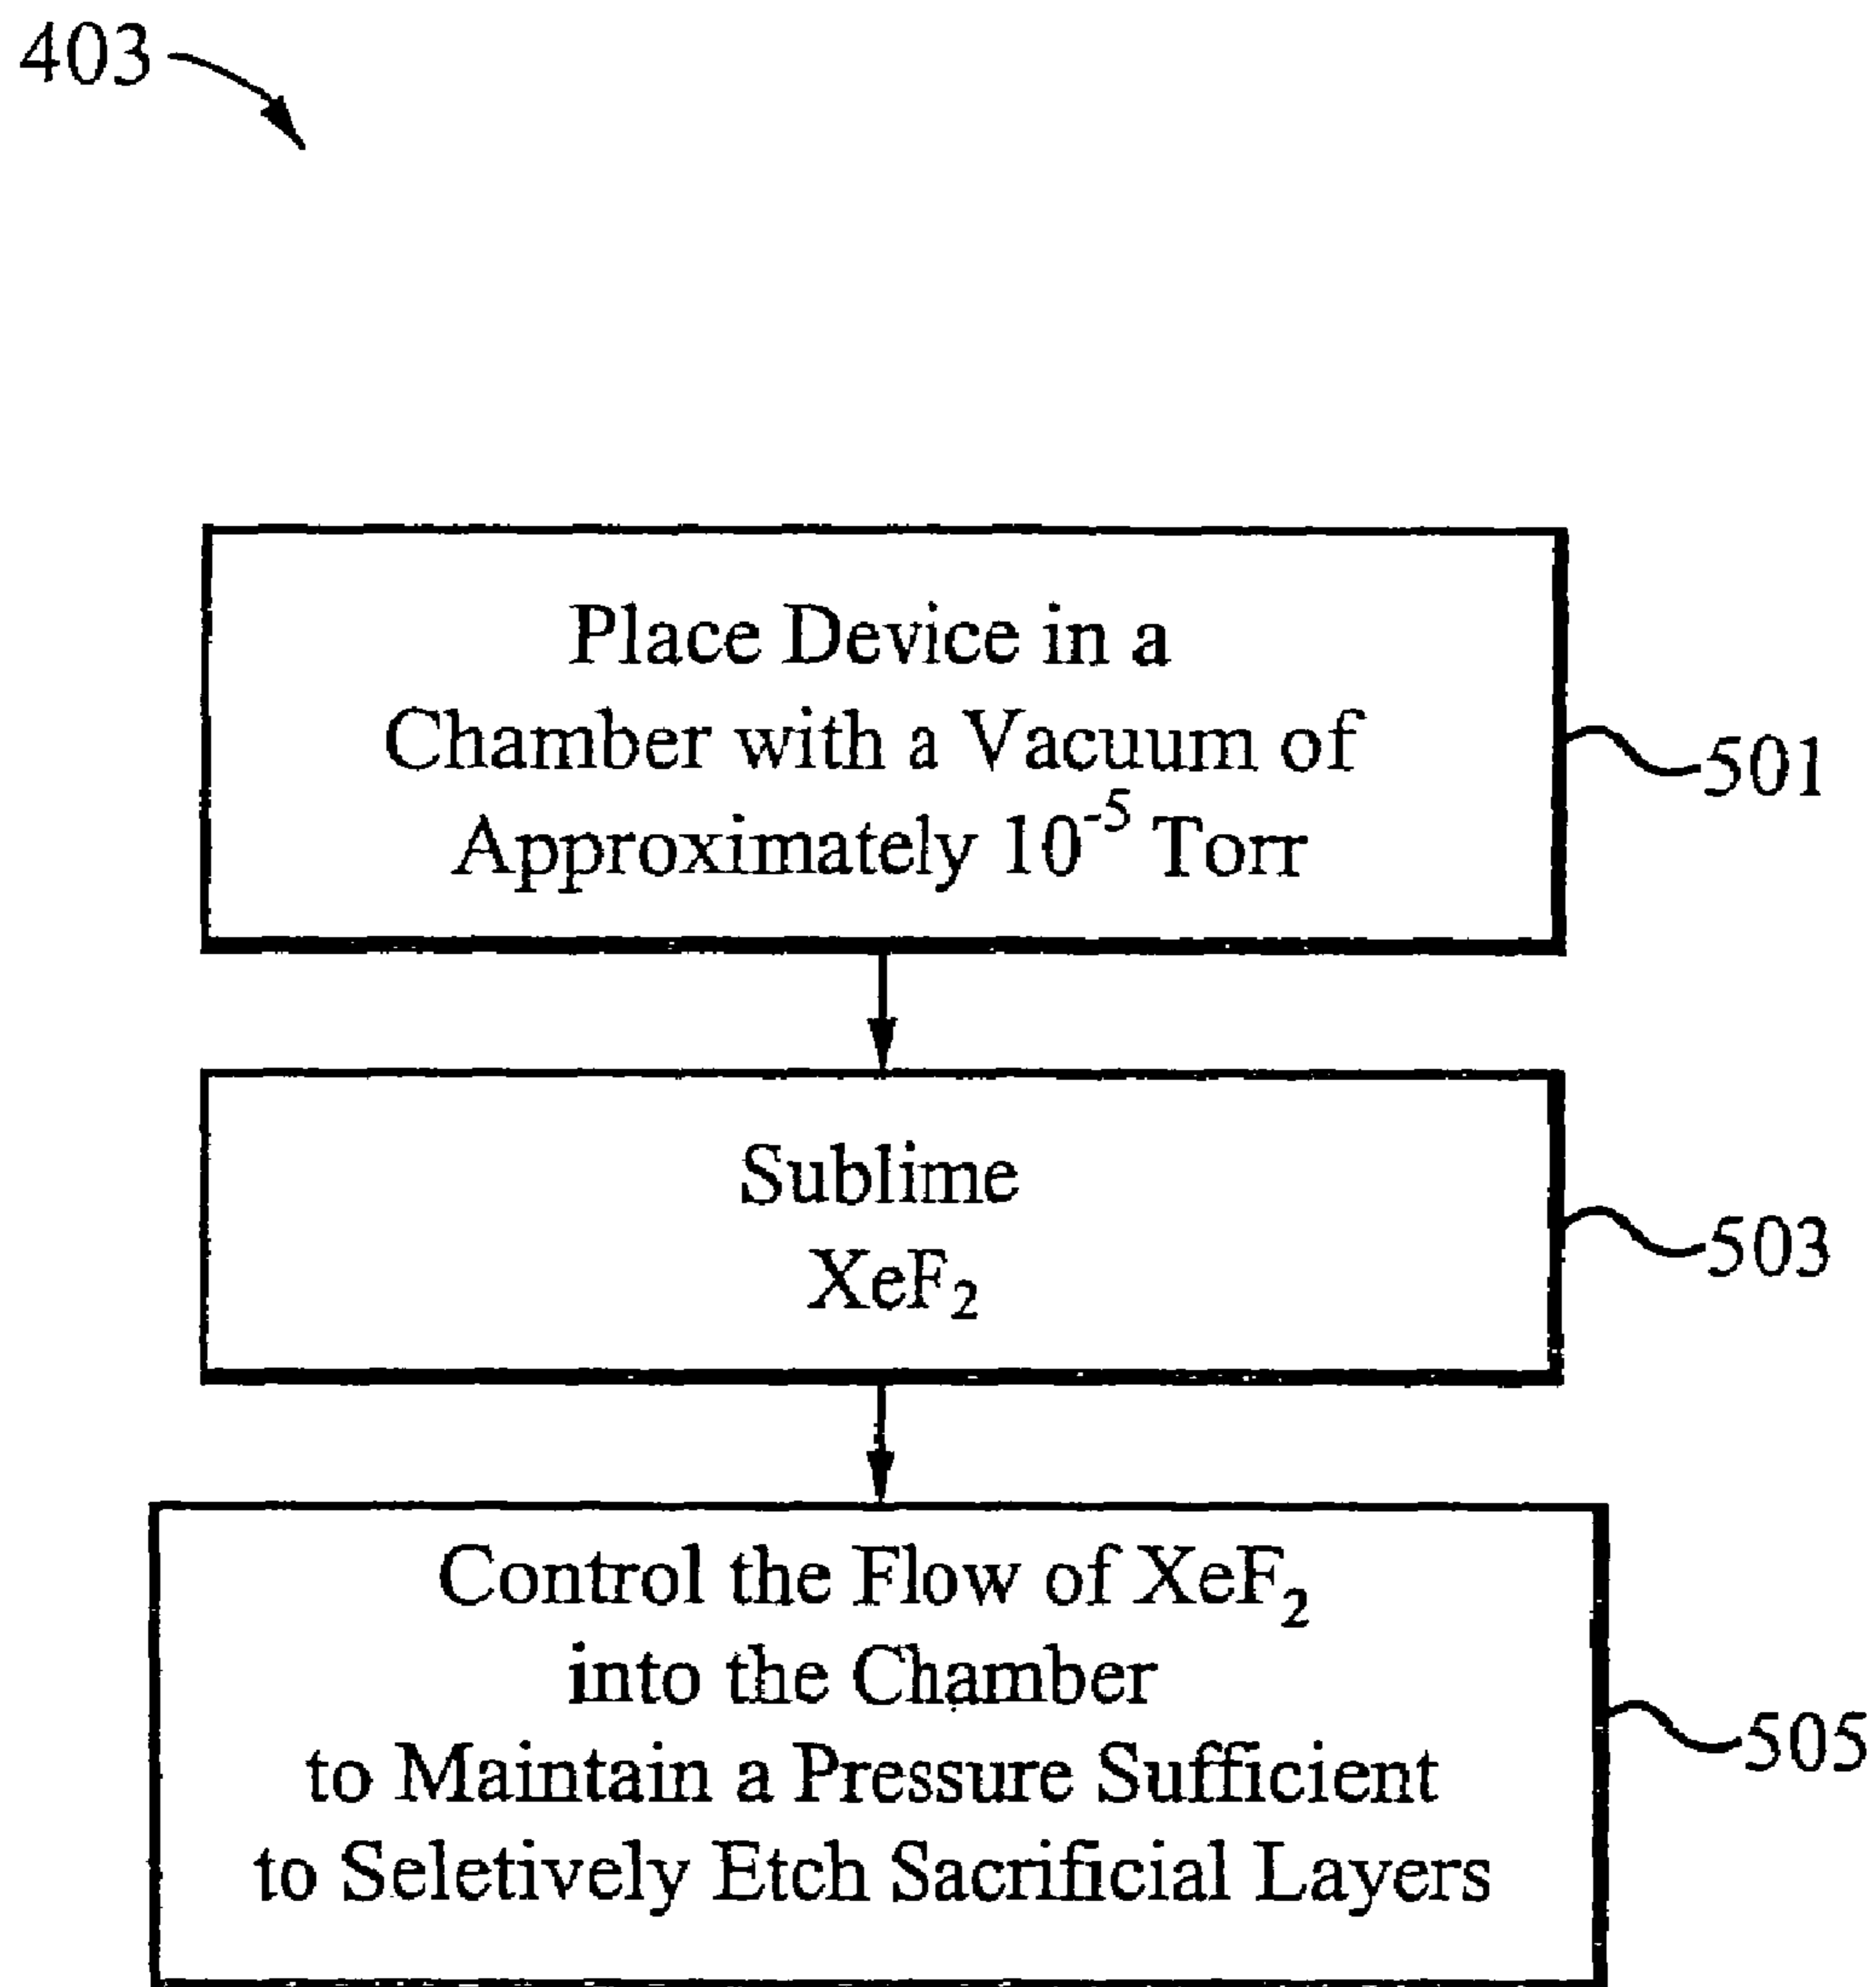 403
Place Device in a
Chamber with a Vacuum of
Approximately 10⁻⁵ Torr
501
Sublime
XeF₂
503
Control the Flow of XeF₂
into the Chamber
to Maintain a Pressure Sufficient
to Seletively Etch Sacrificial Layers
505